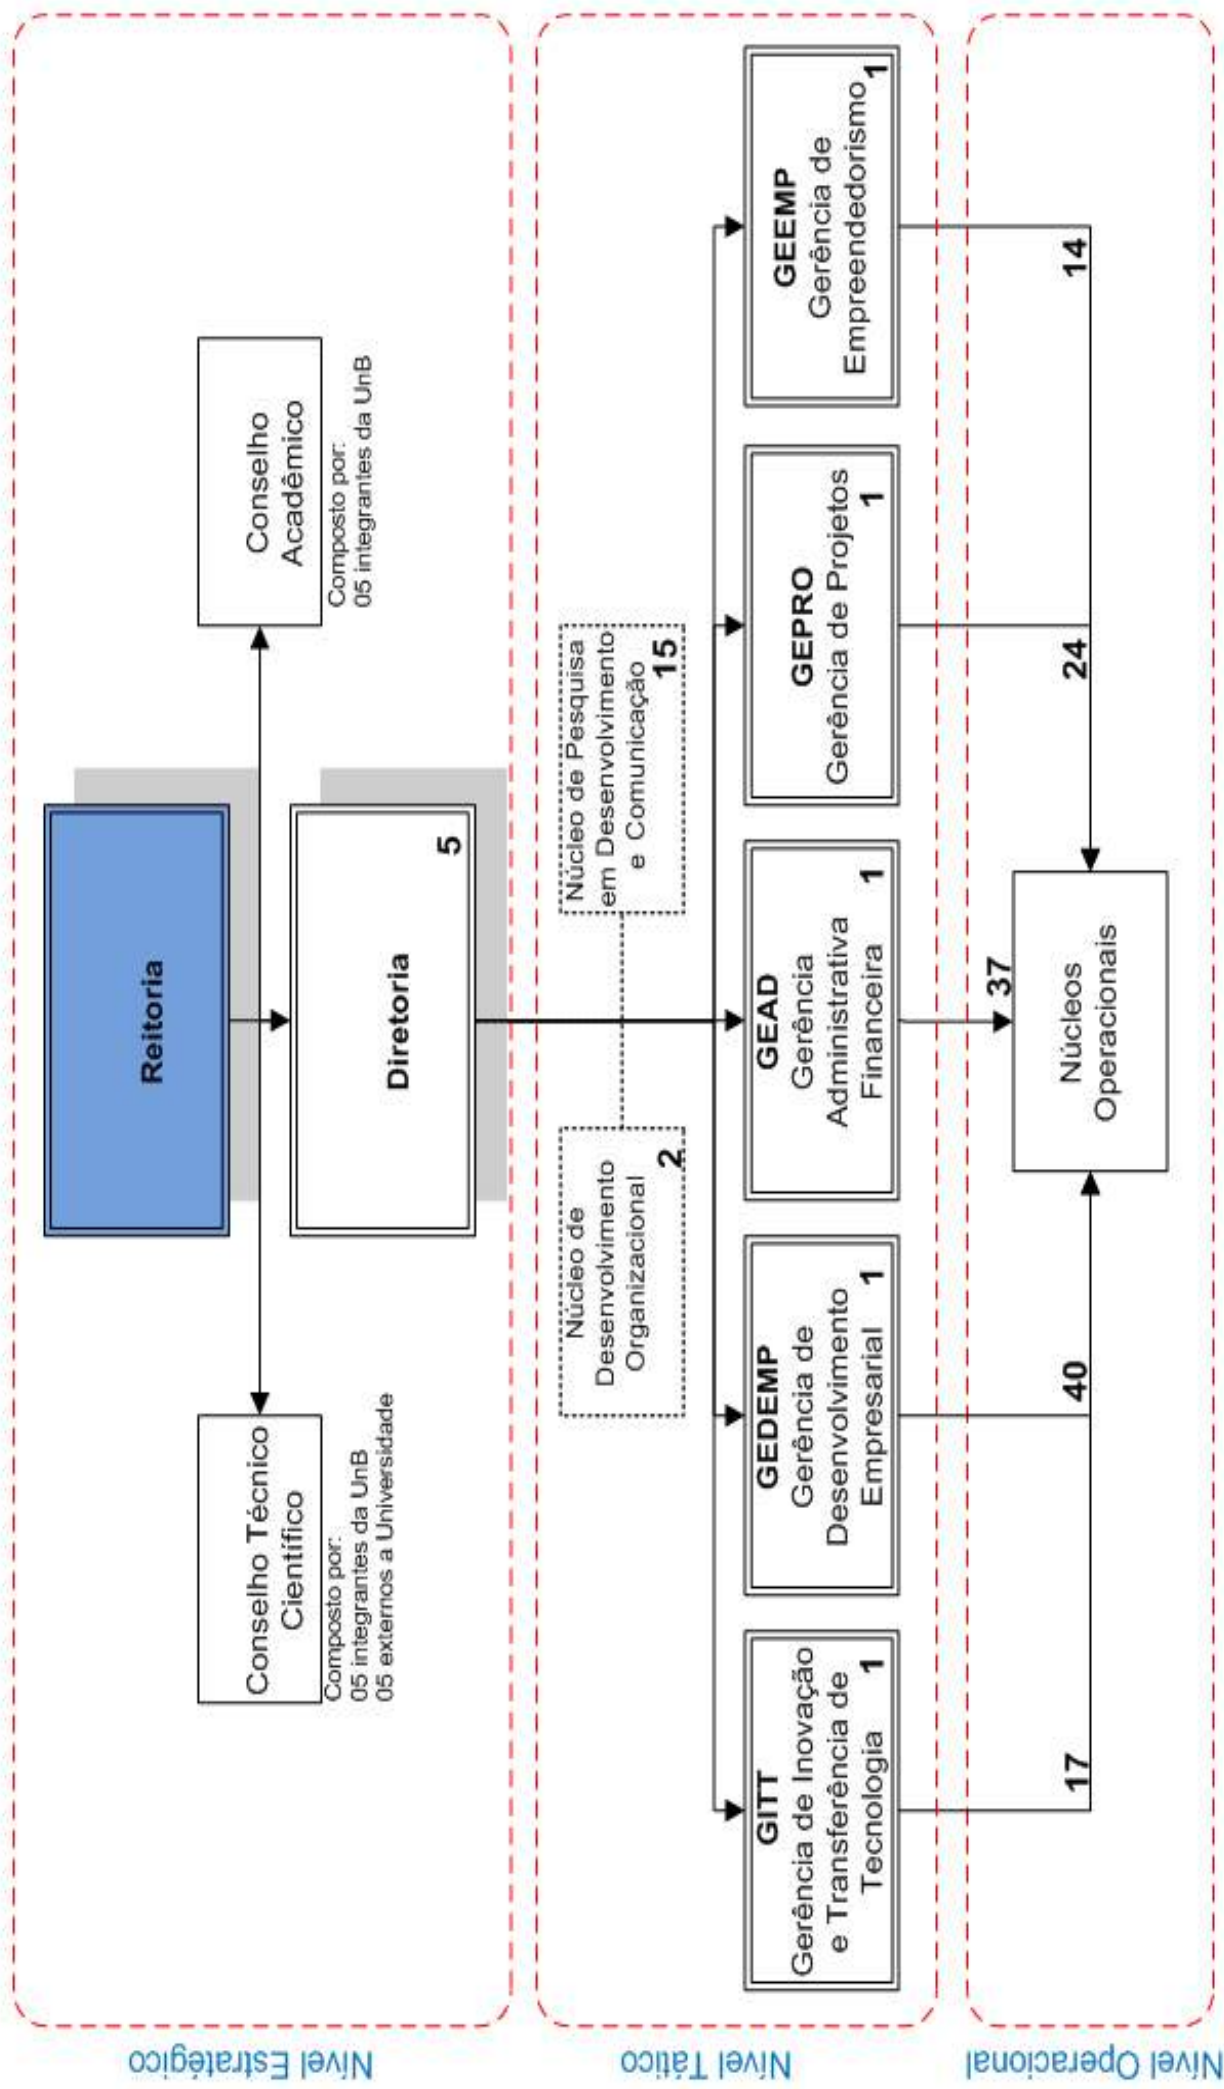 Nível Estratégico
Reitoria
Conselho Técnico
Científico
Composto por:
05 integrantes da UnB
05 externos a Universidade
Conselho
Acadêmico
Composto por:
05 integrantes da UnB
Diretoria
5
Nível Tático
Núcleo de
Desenvolvimento
Organizacional
2
Núcleo de Pesquisa
em Desenvolvimento
e Comunicação
15
GITT
Gerência de Inovação
e Transferência de
Tecnologia
1
GEDEMP
Gerência de
Desenvolvimento
Empresarial
1
GEAD
Gerência
Administrativa
Financeira
1
GEPRO
Gerência de Projetos
1
GEEMP
Gerência de
Empreendedorismo
1
Nível Operacional
17
40
37
24
14
Núcleos
Operacionais